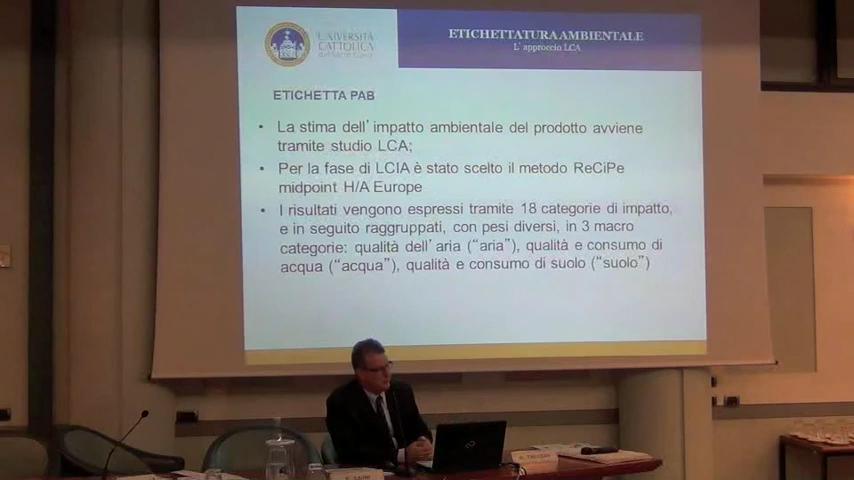 UNIVERSITÀ
CATTOLICA
del Sacro Cuore
ETICHETTATURA AMBIENTALE
L' approccio LCA
ETICHETTA PAB
• La stima dell' impatto ambientale del prodotto avviene
tramite studio LCA;
• Per la fase di LCIA è stato scelto il metodo ReCiPe
midpoint H/A Europe
• I risultati vengono espressi tramite 18 categorie di impatto,
e in seguito raggruppati, con pesi diversi, in 3 macro
categorie: qualità dell' aria ("aria"), qualità e consumo di
acqua ("acqua"), qualità e consumo di suolo ("suolo")